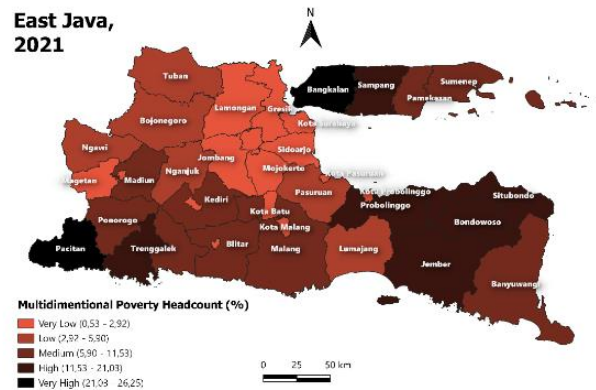 East Java,
2021
N
Tuban
Bangkalan
Sampang
Sumenep
Pamekasan
Lamongan
Gresik
Bojonegoro
Ngawi
Sidoarjo
Jombang
Mojokerto
Magetan
Madiun
Nganjuk
Kota Pasuruan
Pasuruan
Kota Probolinggo
Probolinggo
Situbondo
Kediri
Kota Batu
Ponorogo
Kota Malang
Bondowoso
Pacitan
Trenggalek
Blitar
Malang
Lumajang
Jember
Banyuwangi
Multidimentional Poverty Headcount (%)
Very Low (0,53 - 2,92)
Low (2,92 - 5,90)
Medium (5,90 - 11,53)
High (11,53 - 21,03)
Very High (21,03 - 26,25)
0 25 50 km